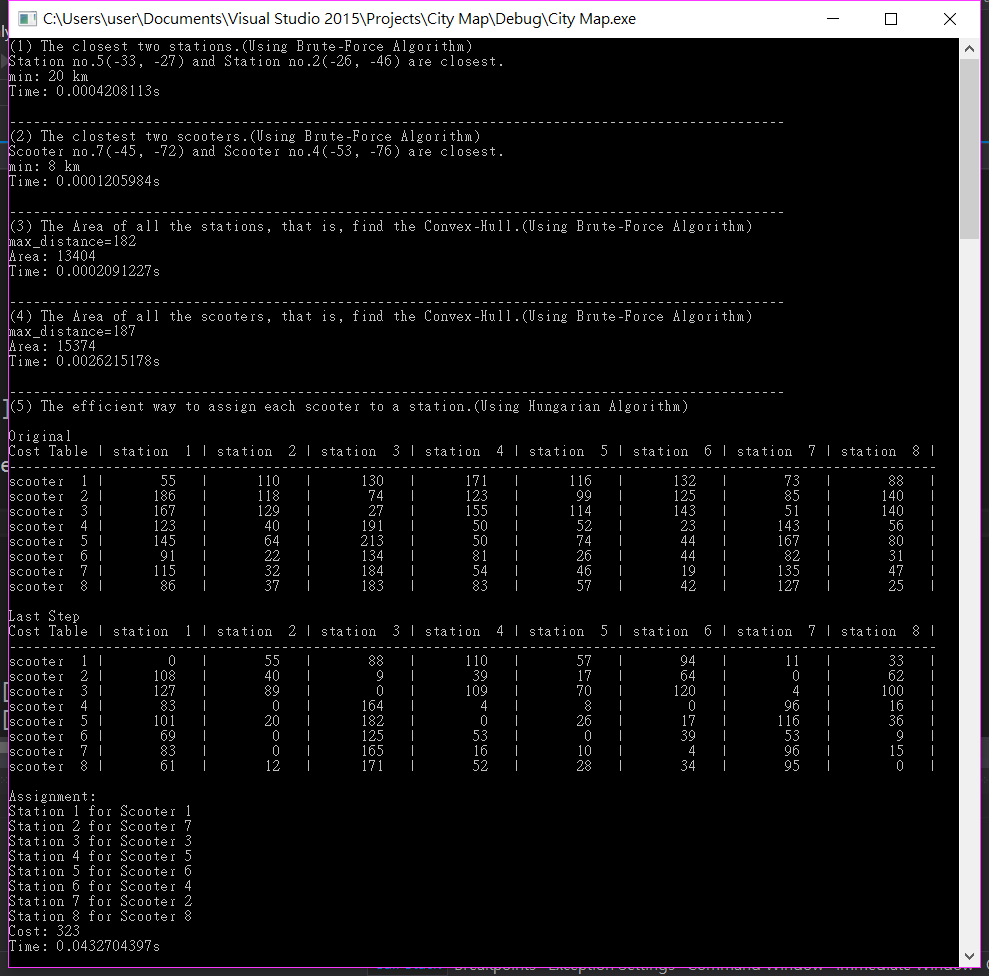 C:\Users\user\Documents\Visual Studio 2015\Projects\City Map\Debug\City Map.exe
(1) The closest two stations.(Using Brute-Force Algorithm)
Station no.5(-33, -27) and Station no.2(-26, -46) are closest.
min: 20 km
Time: 0.0004208113s
-----------------------------------------------------------------------------------
(2) The clostest two scooters.(Using Brute-Force Algorithm)
Scooter no.7(-45, -72) and Scooter no.4(-53, -76) are closest.
min: 8 km
Time: 0.0001205984s
-----------------------------------------------------------------------------------
(3) The Area of all the stations, that is, find the Convex-Hull.(Using Brute-Force Algorithm)
max_distance=182
Area: 13404
Time: 0.0002091227s
-----------------------------------------------------------------------------------
(4) The Area of all the scooters, that is, find the Convex-Hull.(Using Brute-Force Algorithm)
max_distance=187
Area: 15374
Time: 0.0026215178s
-----------------------------------------------------------------------------------
(5) The efficient way to assign each scooter to a station.(Using Hungarian Algorithm)
Original
Cost Table | station 1 | station 2 | station 3 | station 4 | station 5 | station 6 | station 7 | station 8 |
scooter 1 | 55 | 110 | 130 | 171 | 116 | 132 | 73 | 88 |
scooter 2 | 186 | 118 | 74 | 123 | 99 | 125 | 85 | 140 |
scooter 3 | 167 | 129 | 27 | 155 | 114 | 143 | 51 | 140 |
scooter 4 | 123 | 40 | 191 | 50 | 52 | 23 | 143 | 56 |
scooter 5 | 145 | 64 | 213 | 50 | 74 | 44 | 167 | 80 |
scooter 6 | 91 | 22 | 134 | 81 | 26 | 44 | 82 | 31 |
scooter 7 | 115 | 32 | 184 | 54 | 46 | 19 | 135 | 47 |
scooter 8 | 86 | 37 | 183 | 83 | 57 | 42 | 127 | 25 |
Last Step
Cost Table | station 1 | station 2 | station 3 | station 4 | station 5 | station 6 | station 7 | station 8 |
scooter 1 | 0 | 55 | 88 | 110 | 57 | 94 | 11 | 33 |
scooter 2 | 108 | 40 | 9 | 39 | 17 | 64 | 0 | 62 |
scooter 3 | 127 | 89 | 0 | 109 | 70 | 120 | 4 | 100 |
scooter 4 | 83 | 0 | 164 | 4 | 8 | 0 | 96 | 16 |
scooter 5 | 101 | 20 | 182 | 0 | 26 | 17 | 116 | 36 |
scooter 6 | 69 | 0 | 125 | 53 | 0 | 39 | 53 | 9 |
scooter 7 | 83 | 0 | 165 | 16 | 10 | 4 | 96 | 15 |
scooter 8 | 61 | 12 | 171 | 52 | 28 | 34 | 95 | 0 |
Assignment:
Station 1 for Scooter 1
Station 2 for Scooter 7
Station 3 for Scooter 3
Station 4 for Scooter 5
Station 5 for Scooter 6
Station 6 for Scooter 4
Station 7 for Scooter 2
Station 8 for Scooter 8
Cost: 323
Time: 0.0432704397s